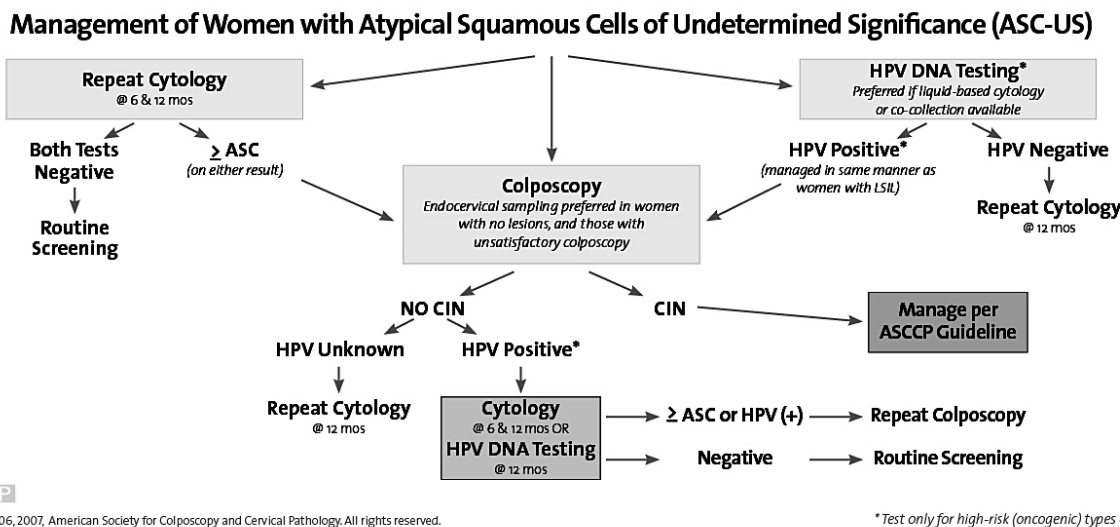 Management of Women with Atypical Squamous Cells of Undetermined Significance (ASC-US)
Repeat Cytology
@ 6 & 12 mos
HPV DNA Testing*
Preferred if liquid-based cytology
or co-collection available
Both Tests
Negative
≥ ASC
(on either result)
HPV Positive*
(managed in same manner as
women with LSIL)
HPV Negative
Routine
Screening
Colposcopy
Endocervical sampling preferred in women
with no lesions, and those with
unsatisfactory colposcopy
Repeat Cytology
@ 12 mos
NO CIN
CIN
Manage per
ASCCP Guideline
HPV Unknown
HPV Positive*
Repeat Cytology
@ 12 mos
Cytology
@ 6 & 12 mos OR
HPV DNA Testing
@ 12 mos
≥ ASC or HPV (+)
Repeat Colposcopy
Negative
Routine Screening
P
06, 2007, American Society for Colposcopy and Cervical Pathology. All rights reserved.
*Test only for high-risk (oncogenic) types